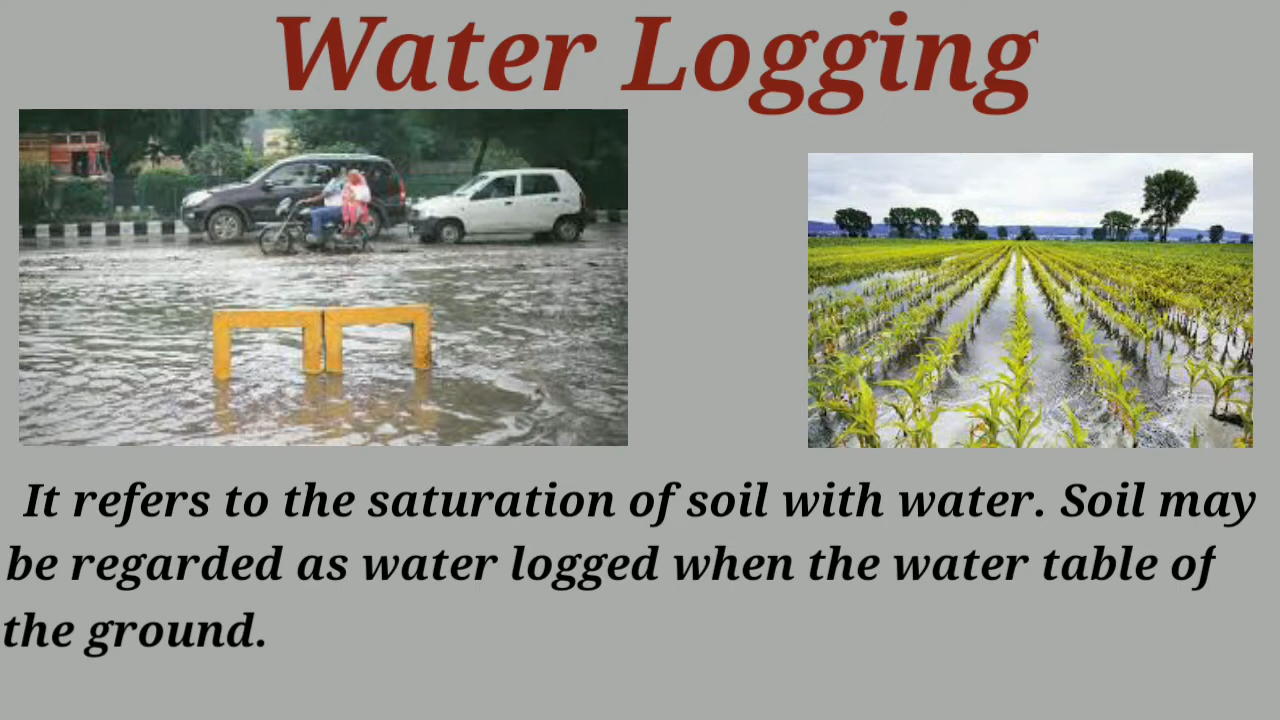 Water Logging
It refers to the saturation of soil with water. Soil may
be regarded as water logged when the water table of
the ground.